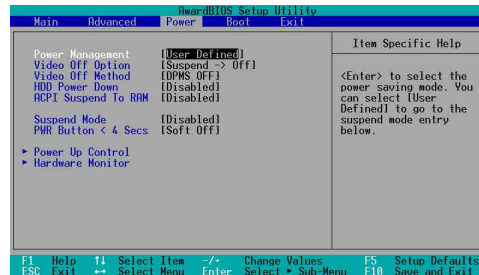 AwardBIOS Setup Utility
Main Advanced Power Boot Exit
Power Management [User Defined]
Video Off Option [Suspend -> Off]
Video Off Method [DPMS OFF]
HDD Power Down [Disabled]
ACPI Suspend To RAM [Disabled]
Suspend Mode [Disabled]
PWR Button < 4 Secs [Soft Off]
► Power Up Control
► Hardware Monitor
Item Specific Help
<Enter> to select the
power saving mode. You
can select [User
Defined] to go to the
suspend mode entry
below.
F1 Help ↑↓ Select Item -/+ Change Values F5 Setup Defaults
ESC Exit ←→ Select Menu Enter Select ► Sub-Menu F10 Save and Exit